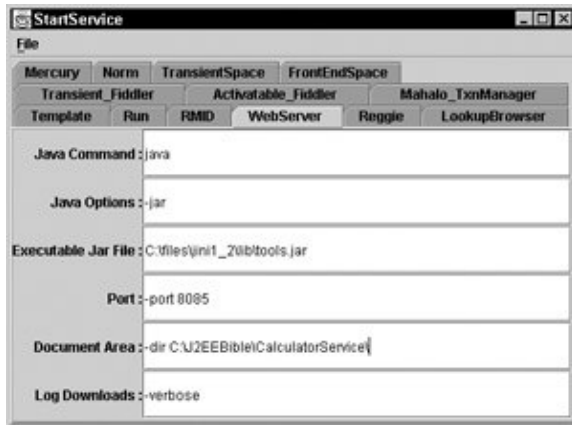 StartService
File
Mercury Norm TransientSpace FrontEndSpace
Transient_Fiddler Activatable_Fiddler Mahalo_TxnManager
Template Run RMID WebServer Reggie LookupBrowser
Java Command : java
Java Options : -jar
Executable Jar File : C:\files\jini1_2\lib\tools.jar
Port : -port 8085
Document Area : -dir C:\J2EEBible\CalculatorService\
Log Downloads : -verbose